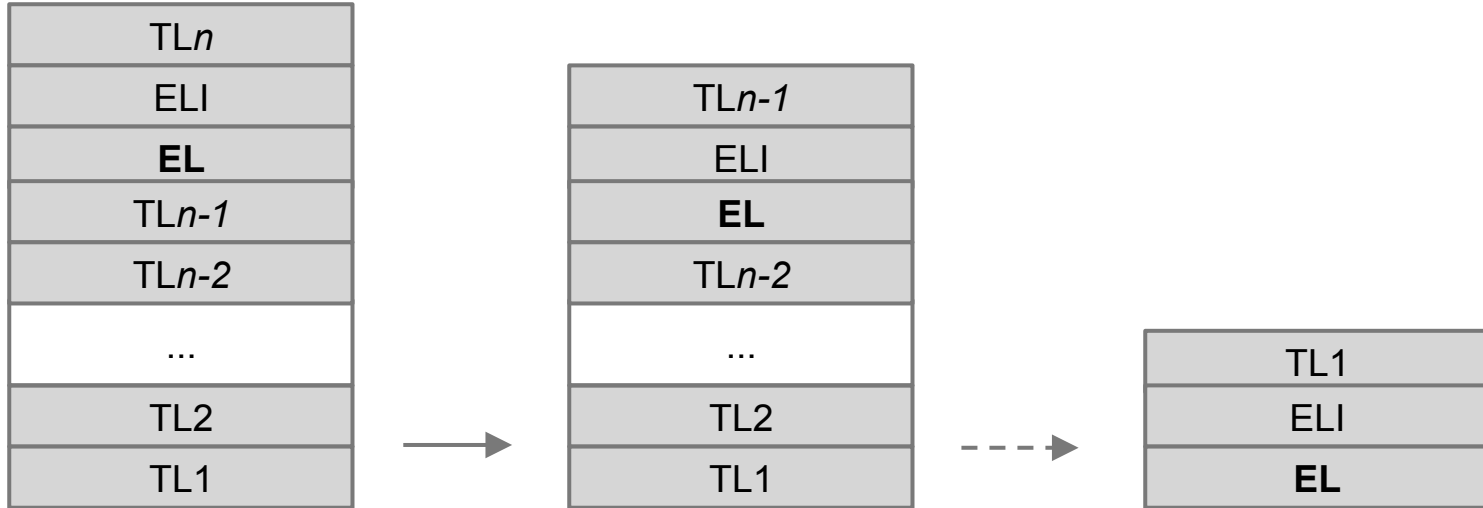 TLn
ELI
EL
TLn-1
TLn-2
...
TL2
TL1
TLn-1
ELI
EL
TLn-2
...
TL2
TL1
TL1
ELI
EL